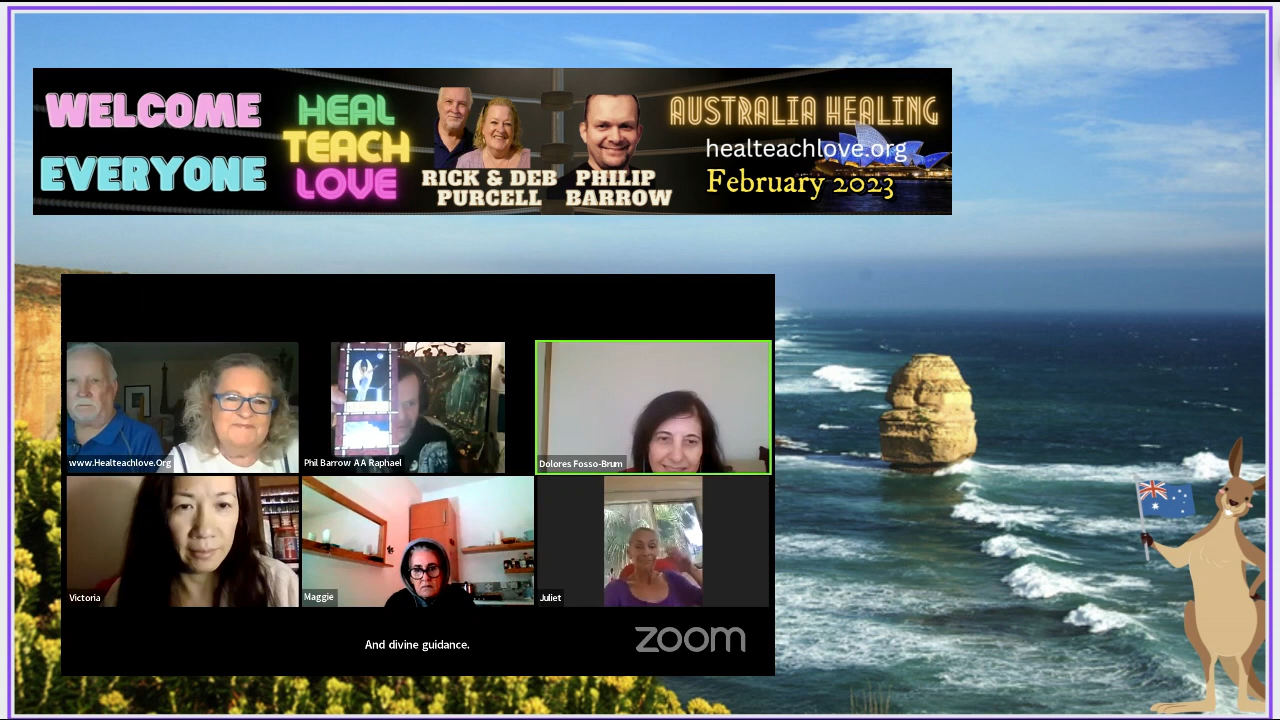 WELCOME
EVERYONE
HEAL
TEACH
LOVE
RICK & DEB
PURCELL
PHILIP
BARROW
AUSTRALIA HEALING
healteachlove.org
February 2023
www.Healteachlove.Org
Phil Barrow AA Raphael
Dolores Fosso-Brum
Victoria
Maggie
Juliet
And divine guidance.
zoom